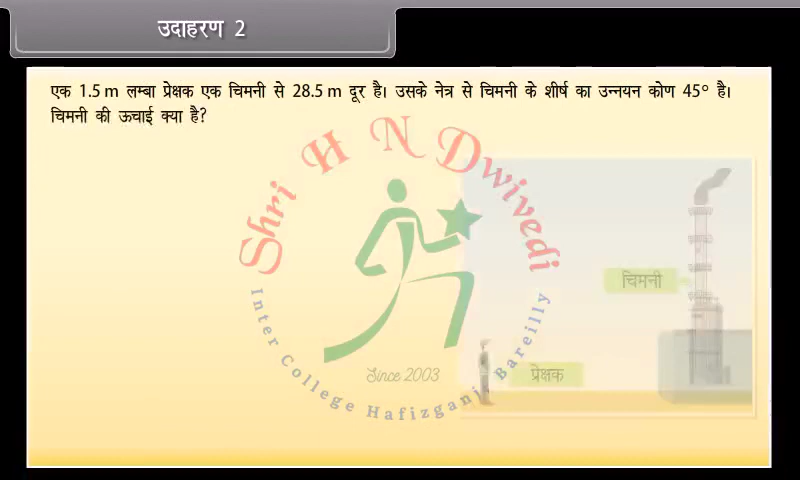 उदाहरण 2
एक 1.5 m लम्बा प्रेक्षक एक चिमनी से 28.5 m दूर है। उसके नेत्र से चिमनी के शीर्ष का उन्नयन कोण 45° है।
चिमनी की ऊचाई क्या है?
Shri H N Dwivedi
चिमनी
प्रेक्षक
Since 2003
Inter College Hafizganj, Bareilly